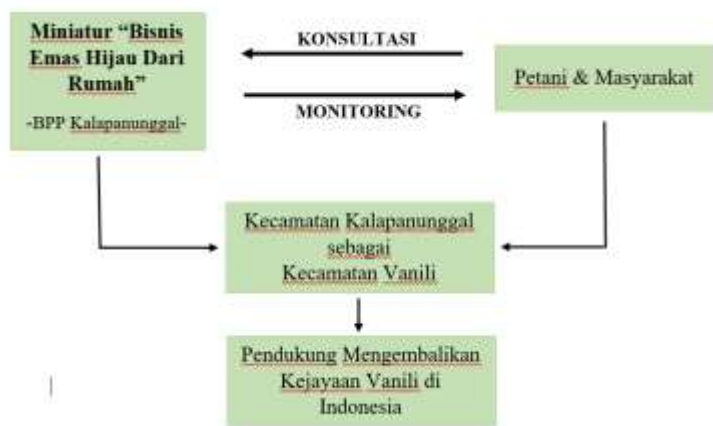 Miniatur “Bisnis
Emas Hijau Dari
Rumah”
-BPP Kalapanunggal-
KONSULTASI
MONITORING
Petani & Masyarakat
Kecamatan Kalapanunggal
sebagai
Kecamatan Vanili
Pendukung Mengembalikan
Kejayaan Vanili di
Indonesia